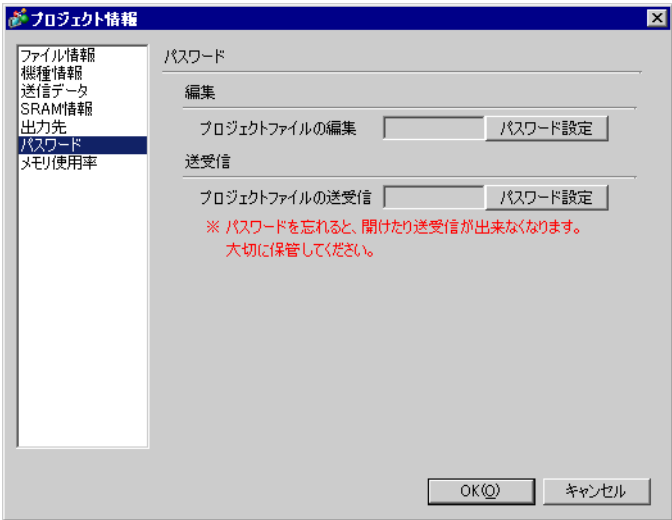 プロジェクト情報
ファイル情報
機種情報
送信データ
SRAM情報
出力先
パスワード
メモリ使用率
パスワード
編集
プロジェクトファイルの編集 パスワード設定
送受信
プロジェクトファイルの送受信 パスワード設定
※ パスワードを忘れると、開けたり送受信が出来なくなります。
大切に保管してください。
OK(O) キャンセル